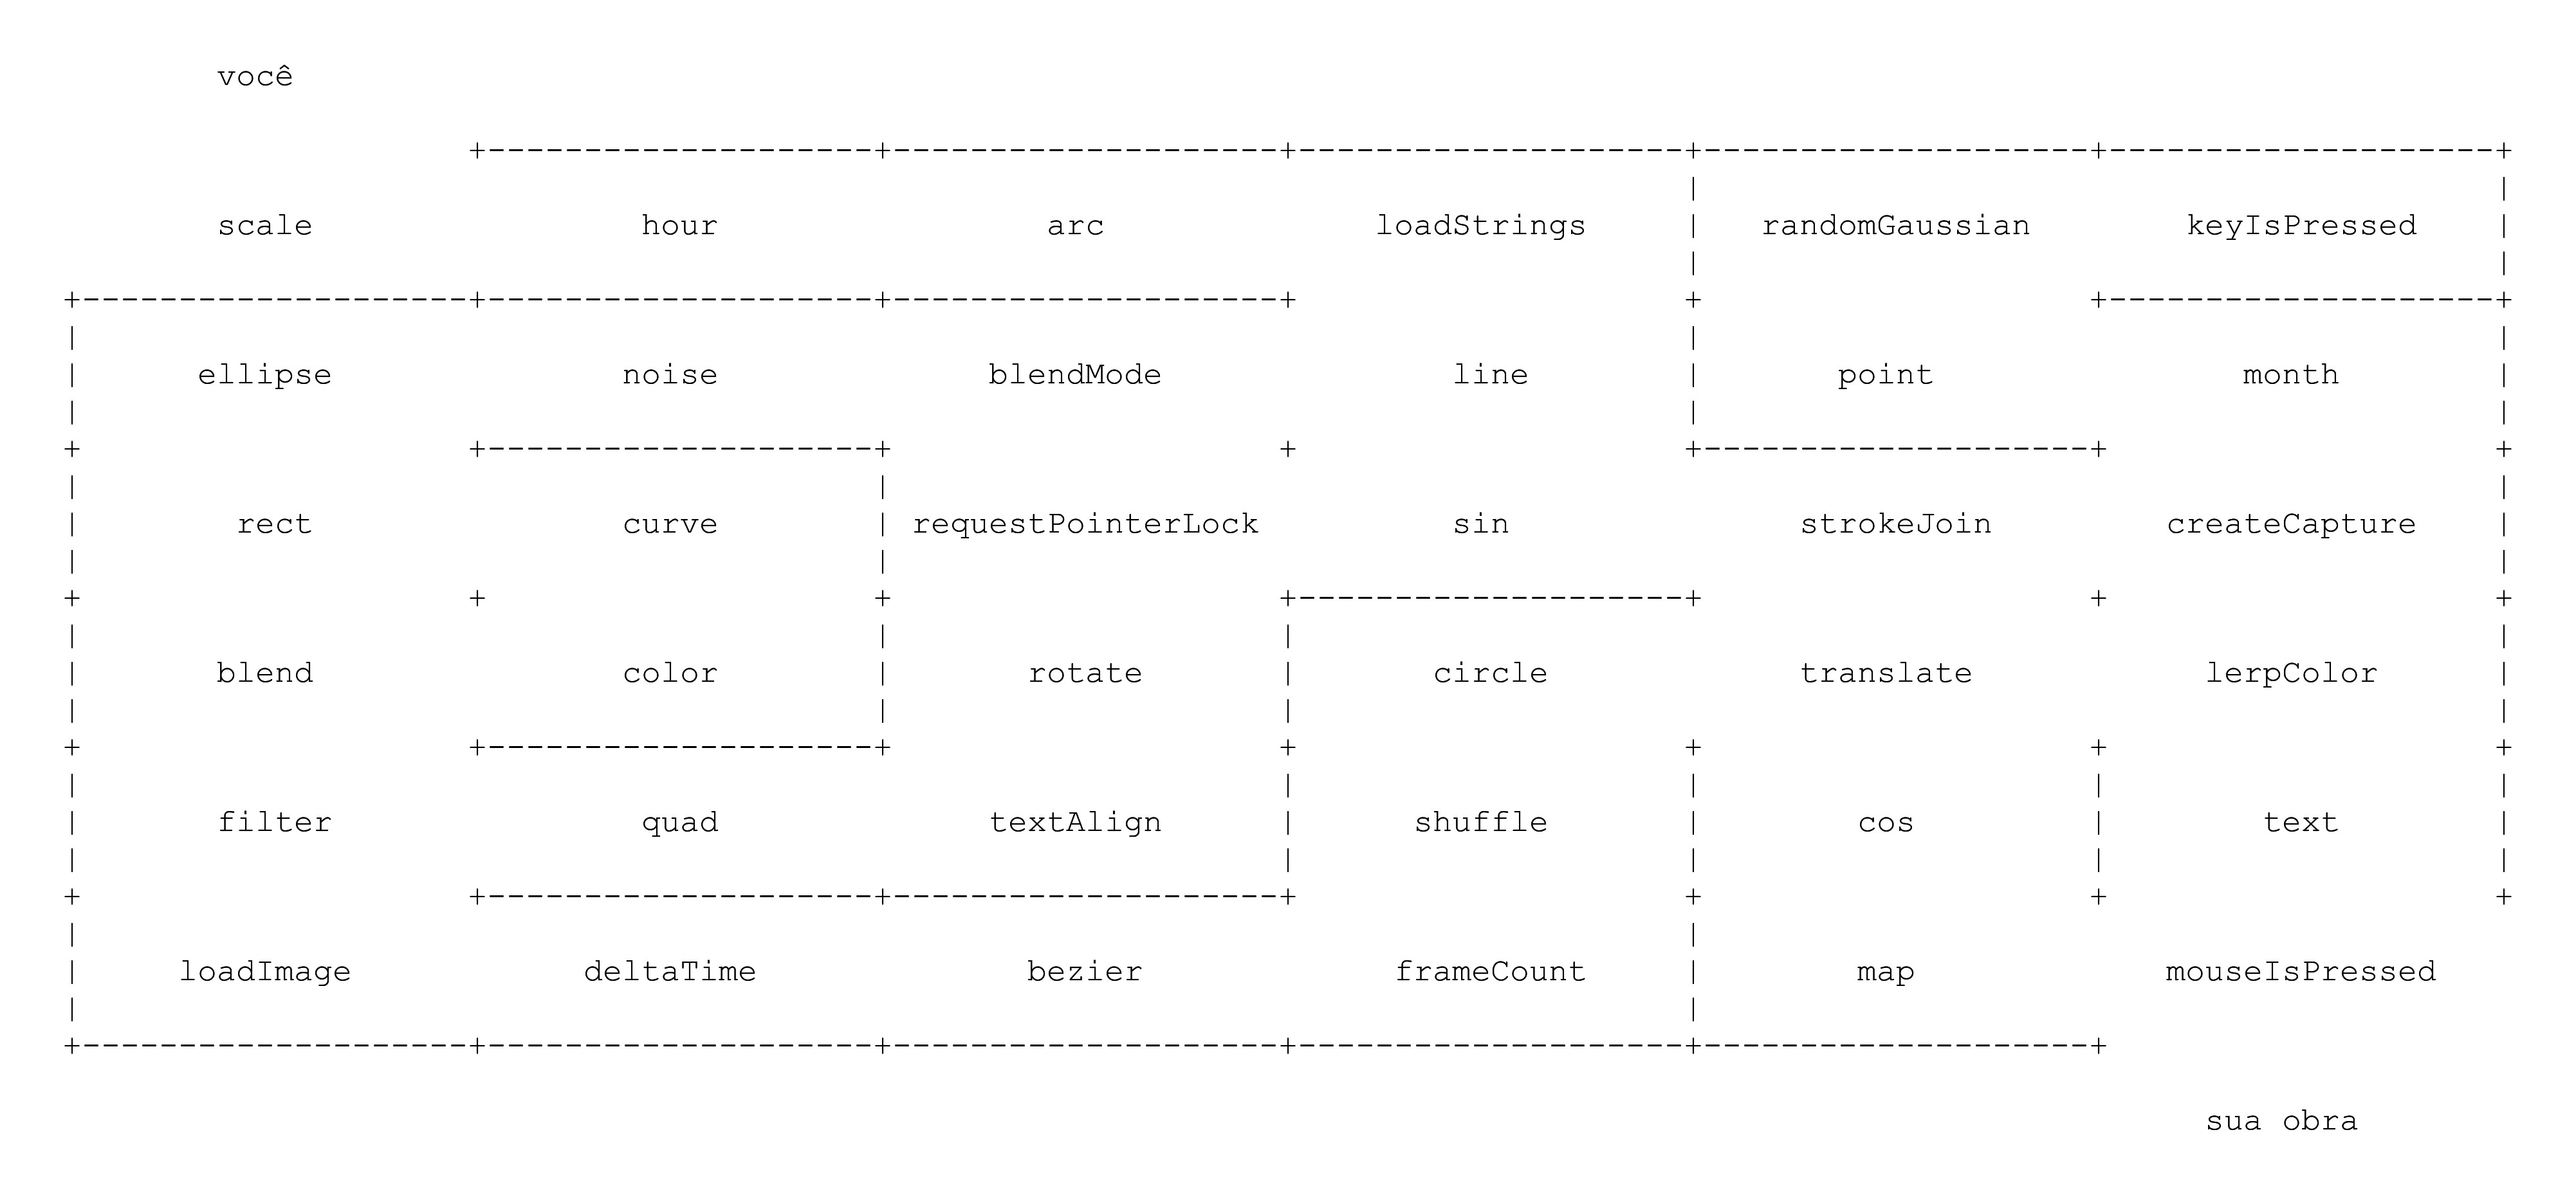 você
scale hour arc loadStrings randomGaussian keyIsPressed
ellipse noise blendMode line point month
rect curve requestPointerLock sin strokeJoin createCapture
blend color rotate circle translate lerpColor
filter quad textAlign shuffle cos text
loadImage deltaTime bezier frameCount map mouseIsPressed
sua obra